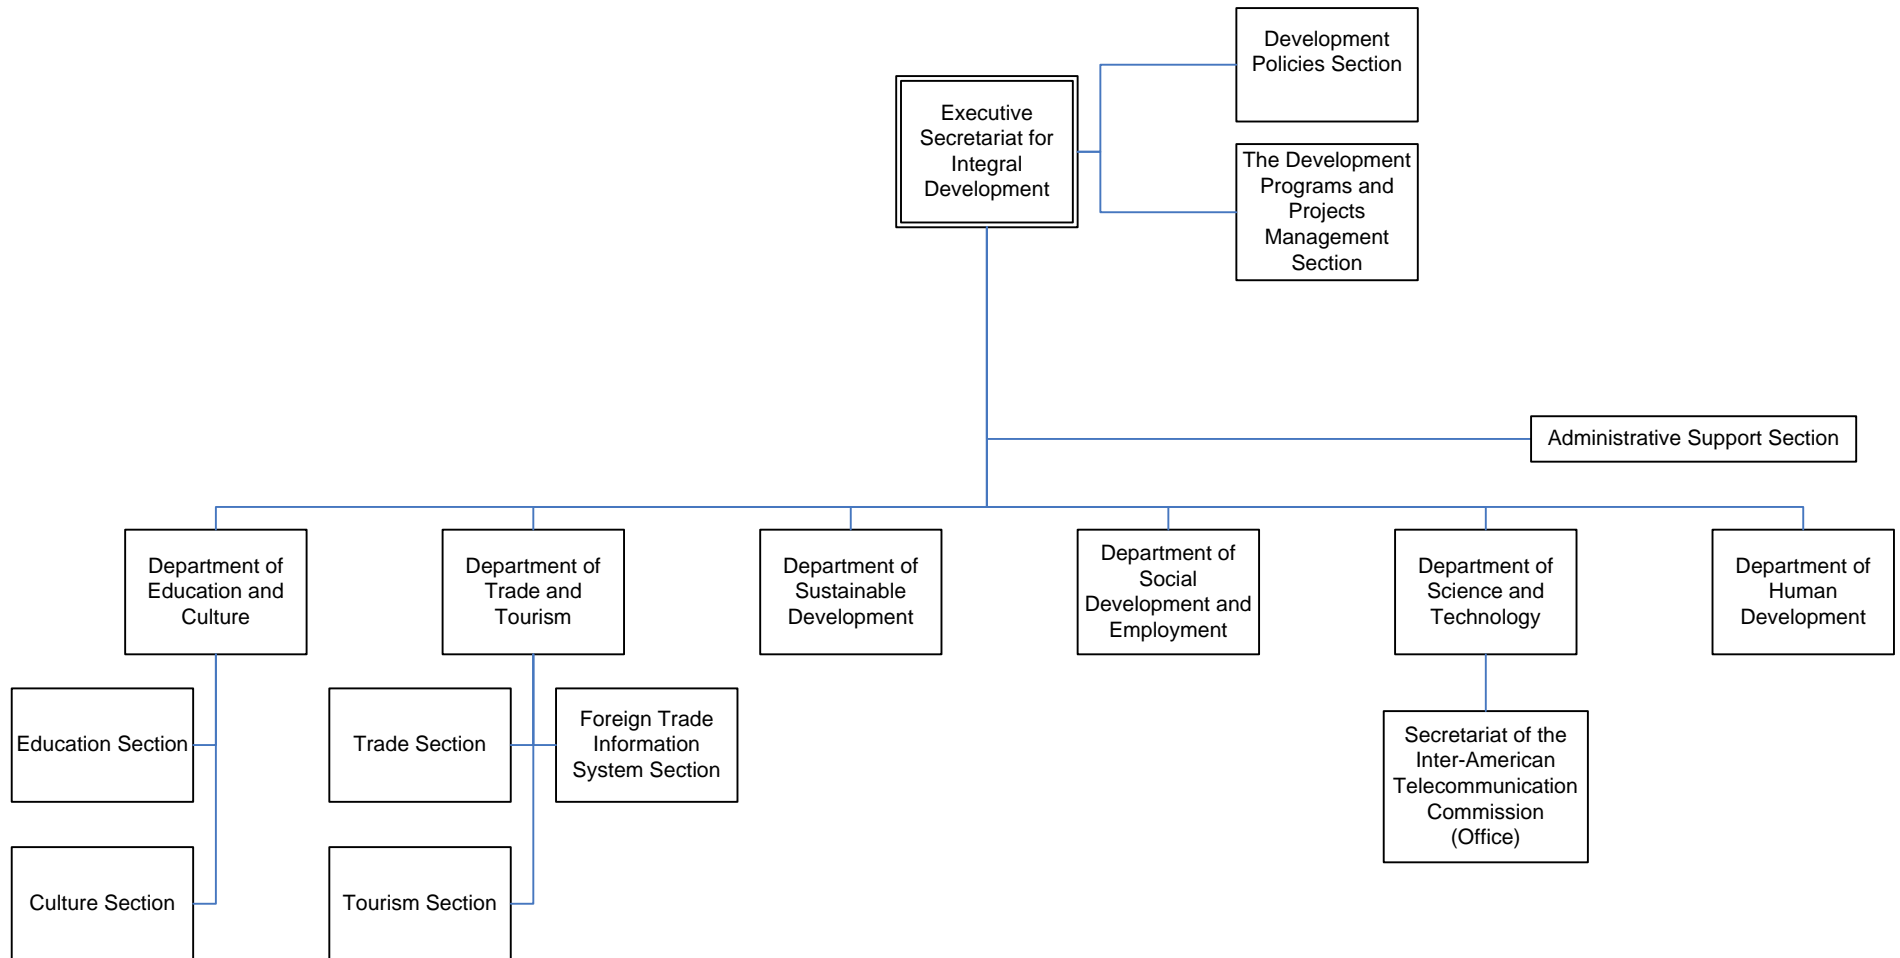 Development
Policies Section
Executive
Secretariat for
Integral
Development
The Development
Programs and
Projects
Management
Section
Administrative Support Section
Department of
Education and
Culture
Department of
Trade and
Tourism
Department of
Sustainable
Development
Department of
Social
Development and
Employment
Department of
Science and
Technology
Department of
Human
Development
Education Section
Trade Section
Foreign Trade
Information
System Section
Secretariat of the
Inter-American
Telecommunication
Commission
(Office)
Culture Section
Tourism Section